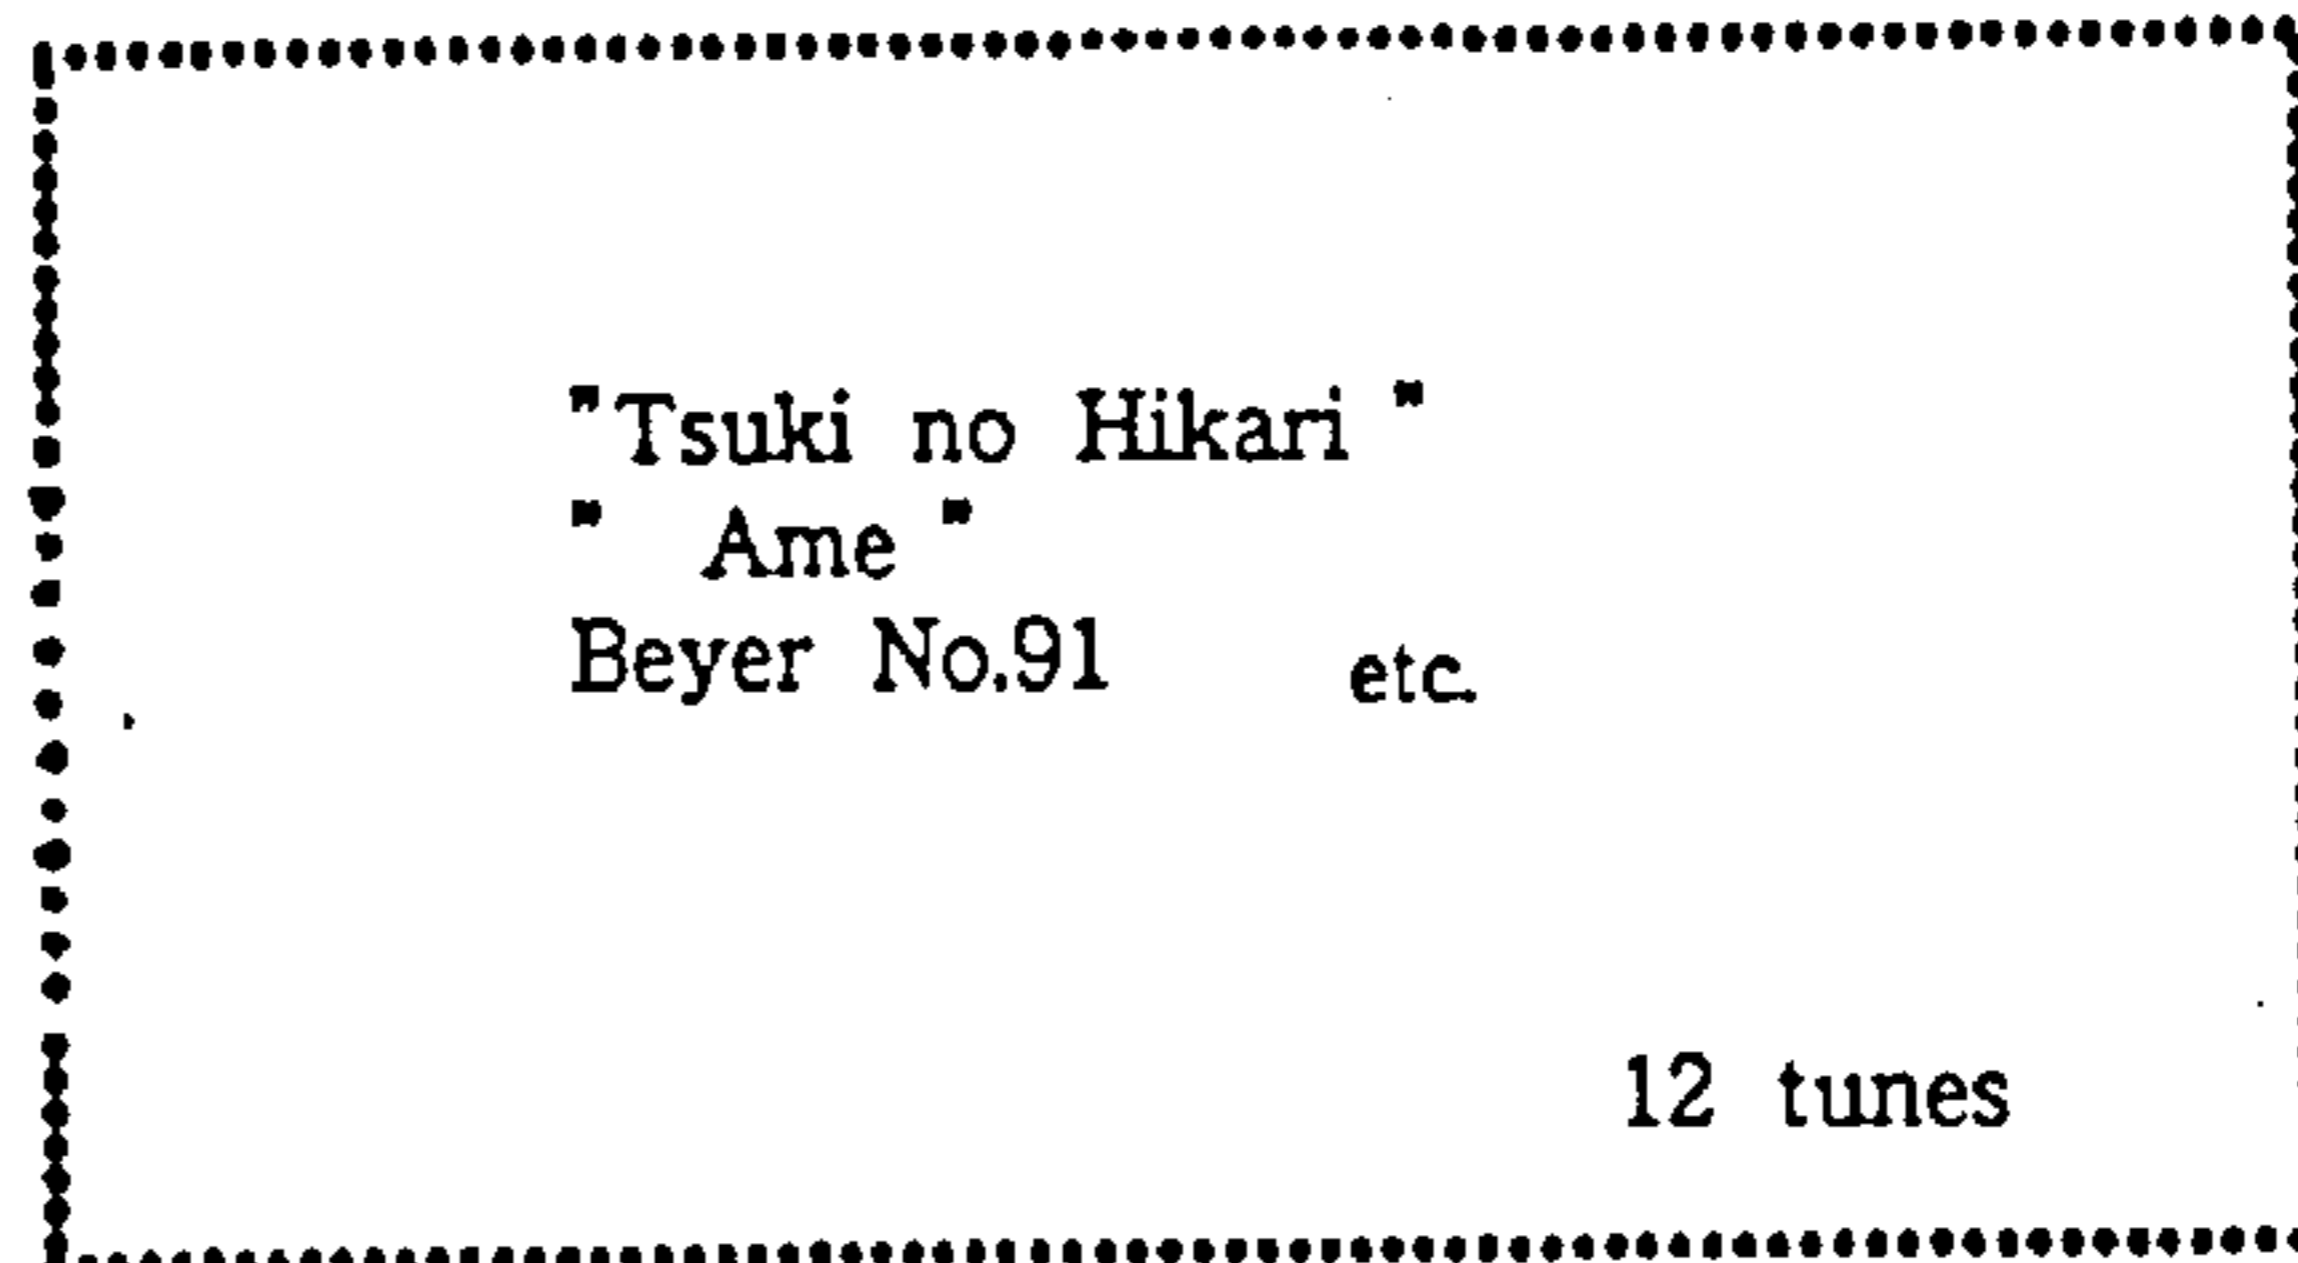 "Tsuki no Hikari "
" Ame "
Beyer No.91 etc.
12 tunes